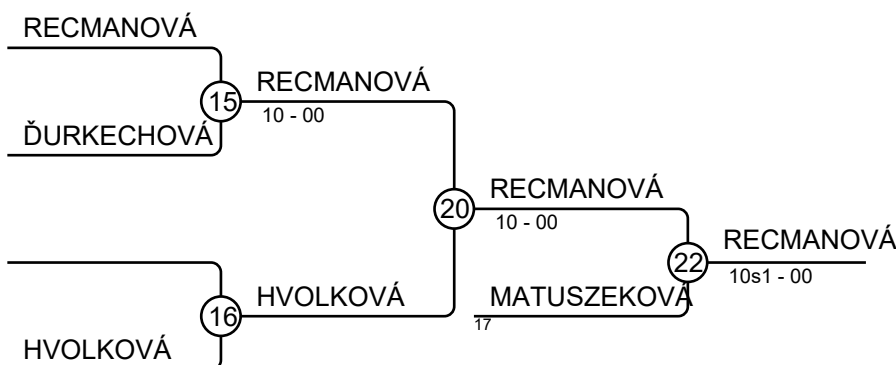 RECMANOVÁ
15
RECMANOVÁ
10 - 00
ĎURKECHOVÁ
20
RECMANOVÁ
10 - 00
22
RECMANOVÁ
10s1 - 00
16
HVOLKOVÁ
MATUSZEKOVÁ
17
HVOLKOVÁ